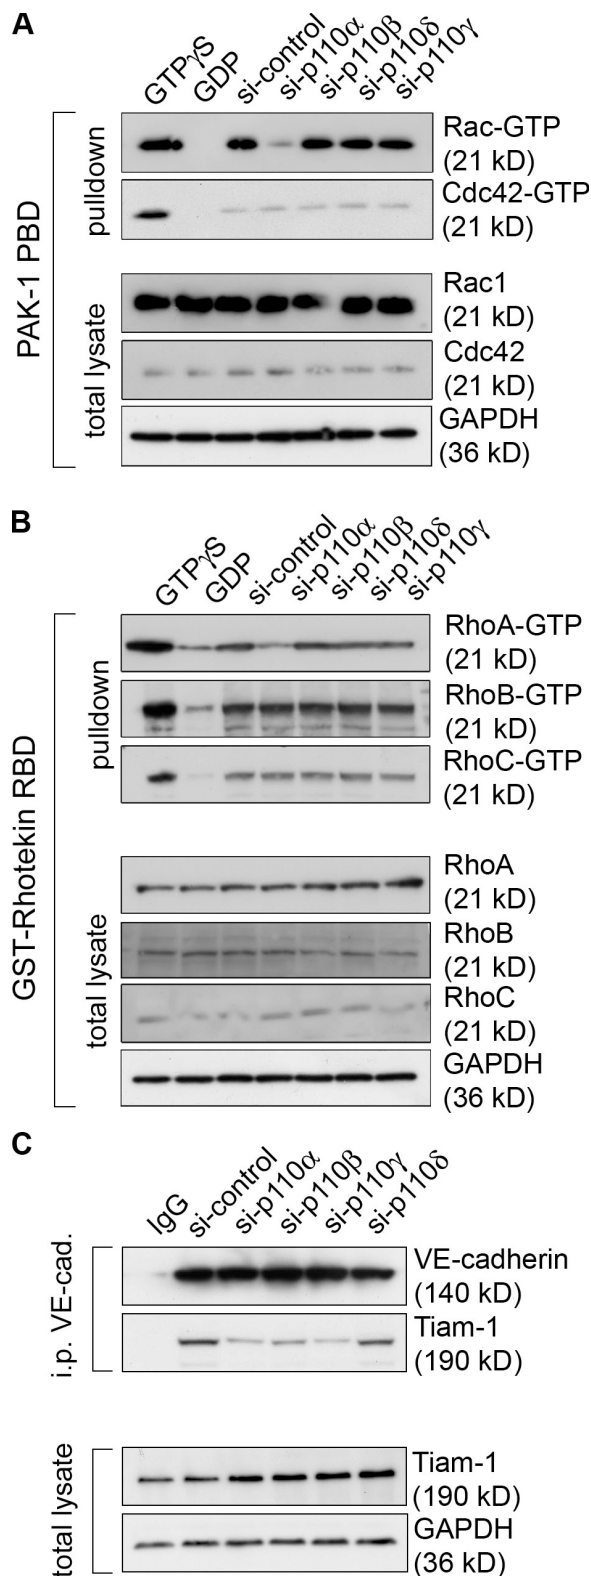 A
GTPγS GDP si-control si-p110α si-p110β si-p110δ si-p110γ
PAK-1 PBD
pulldown
Rac-GTP
(21 kD)
Cdc42-GTP
(21 kD)
total lysate
Rac1
(21 kD)
Cdc42
(21 kD)
GAPDH
(36 kD)
B
GTPγS GDP si-control si-p110α si-p110β si-p110δ si-p110γ
GST-Rhotekin RBD
pulldown
RhoA-GTP
(21 kD)
RhoB-GTP
(21 kD)
RhoC-GTP
(21 kD)
total lysate
RhoA
(21 kD)
RhoB
(21 kD)
RhoC
(21 kD)
GAPDH
(36 kD)
C
IgG si-control si-p110α si-p110β si-p110γ si-p110δ
i.p. VE-cad.
VE-cadherin
(140 kD)
Tiam-1
(190 kD)
total lysate
Tiam-1
(190 kD)
GAPDH
(36 kD)